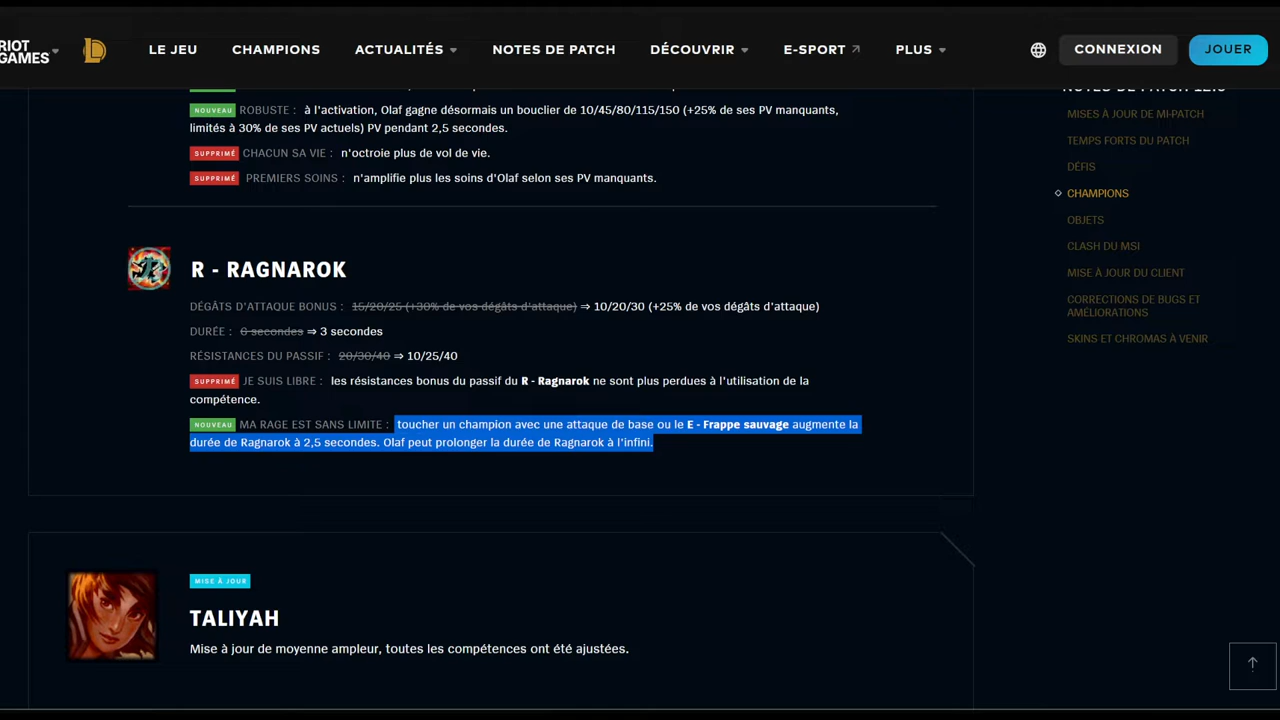 RIOT
GAMES
LE JEU
CHAMPIONS
ACTUALITÉS
NOTES DE PATCH
DÉCOUVRIR
E-SPORT
PLUS
CONNEXION
JOUER
NOUVEAU ROBUSTE : à l'activation, Olaf gagne désormais un bouclier de 10/45/80/115/150 (+25% de ses PV manquants,
limités à 30% de ses PV actuels) PV pendant 2,5 secondes.
SUPPRIMÉ CHACUN SA VIE : n'octroie plus de vol de vie.
SUPPRIMÉ PREMIERS SOINS : n'amplifie plus les soins d'Olaf selon ses PV manquants.
R - RAGNAROK
DÉGÂTS D'ATTAQUE BONUS : 15/20/25 (+30% de vos dégâts d'attaque) ⇒ 10/20/30 (+25% de vos dégâts d'attaque)
DURÉE : 6 secondes ⇒ 3 secondes
RÉSISTANCES DU PASSIF : 20/30/40 ⇒ 10/25/40
SUPPRIMÉ JE SUIS LIBRE : les résistances bonus du passif du R - Ragnarok ne sont plus perdues à l'utilisation de la
compétence.
NOUVEAU MA RAGE EST SANS LIMITE : toucher un champion avec une attaque de base ou le E - Frappe sauvage augmente la
durée de Ragnarok à 2,5 secondes. Olaf peut prolonger la durée de Ragnarok à l'infini.
MISE À JOUR
TALIYAH
Mise à jour de moyenne ampleur, toutes les compétences ont été ajustées.
NOTES DE PATCH
MISES À JOUR DE MI-PATCH
TEMPS FORTS DU PATCH
DÉFIS
CHAMPIONS
OBJETS
CLASH DU MSI
MISE À JOUR DU CLIENT
CORRECTIONS DE BUGS ET
AMÉLIORATIONS
SKINS ET CHROMAS À VENIR